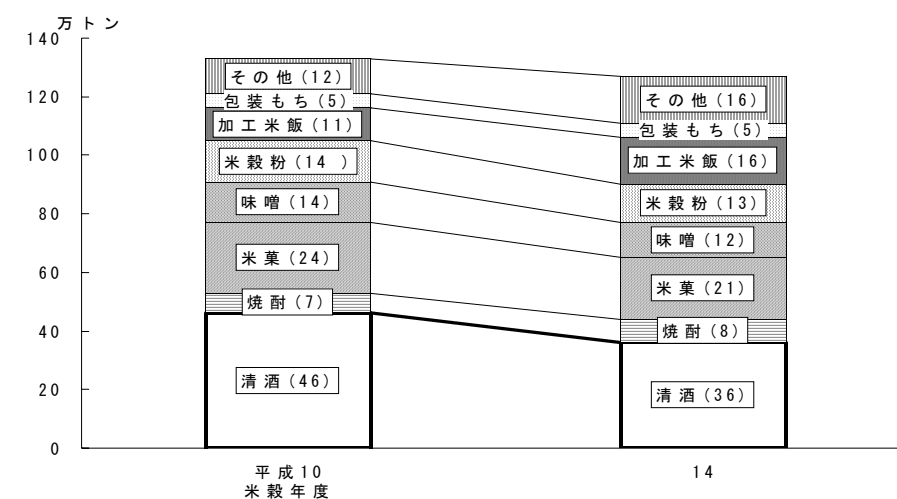 万トン
140
120
100
80
60
40
20
0
その他(12)
包装もち(5)
加工米飯(11)
米穀粉(14 )
味噌(14)
米菓(24)
焼酎(7)
清酒(46)
その他(16)
包装もち(5)
加工米飯(16)
米穀粉(13)
味噌(12)
米菓(21)
焼酎(8)
清酒(36)
平成10
米穀年度
14